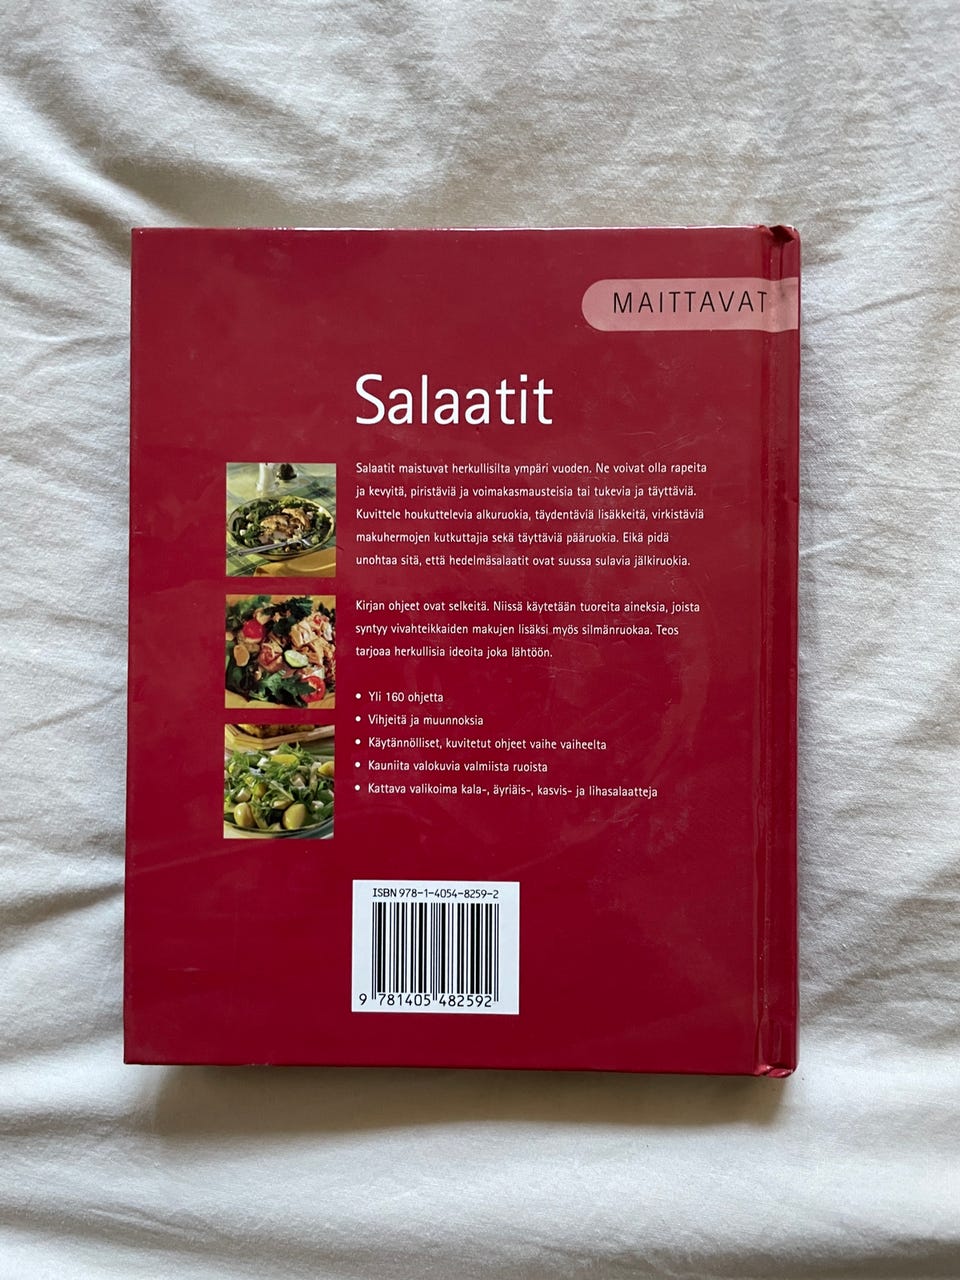 MAITTAVAT
Salaatit
Salaatit maistuvat herkullisilta ympäri vuoden. Ne voivat olla rapeita
ja kevyitä, piristäviä ja voimakasmausteisia tai tukevia ja täyttäviä.
Kuvittele houkuttelevia alkuruokia, täydentäviä lisäkkeitä, virkistäviä
makuhermojen kutkuttajia sekä täyttäviä pääruokia. Eikä pidä
unohtaa sitä, että hedelmäsalaatit ovat suussa sulavia jälkiruokia.
Kirjan ohjeet ovat selkeitä. Niissä käytetään tuoreita aineksia, joista
syntyy vivahteikkaiden makujen lisäksi myös silmänruokaa. Teos
tarjoaa herkullisia ideoita joka lähtöön.
• Yli 160 ohjetta
• Vihjeitä ja muunnoksia
• Käytännölliset, kuvitetut ohjeet vaihe vaiheelta
• Kauniita valokuvia valmiista ruoista
• Kattava valikoima kala-, äyriäis-, kasvis- ja lihasalaatteja
ISBN 978-1-4054-8259-2
9 781405 482592